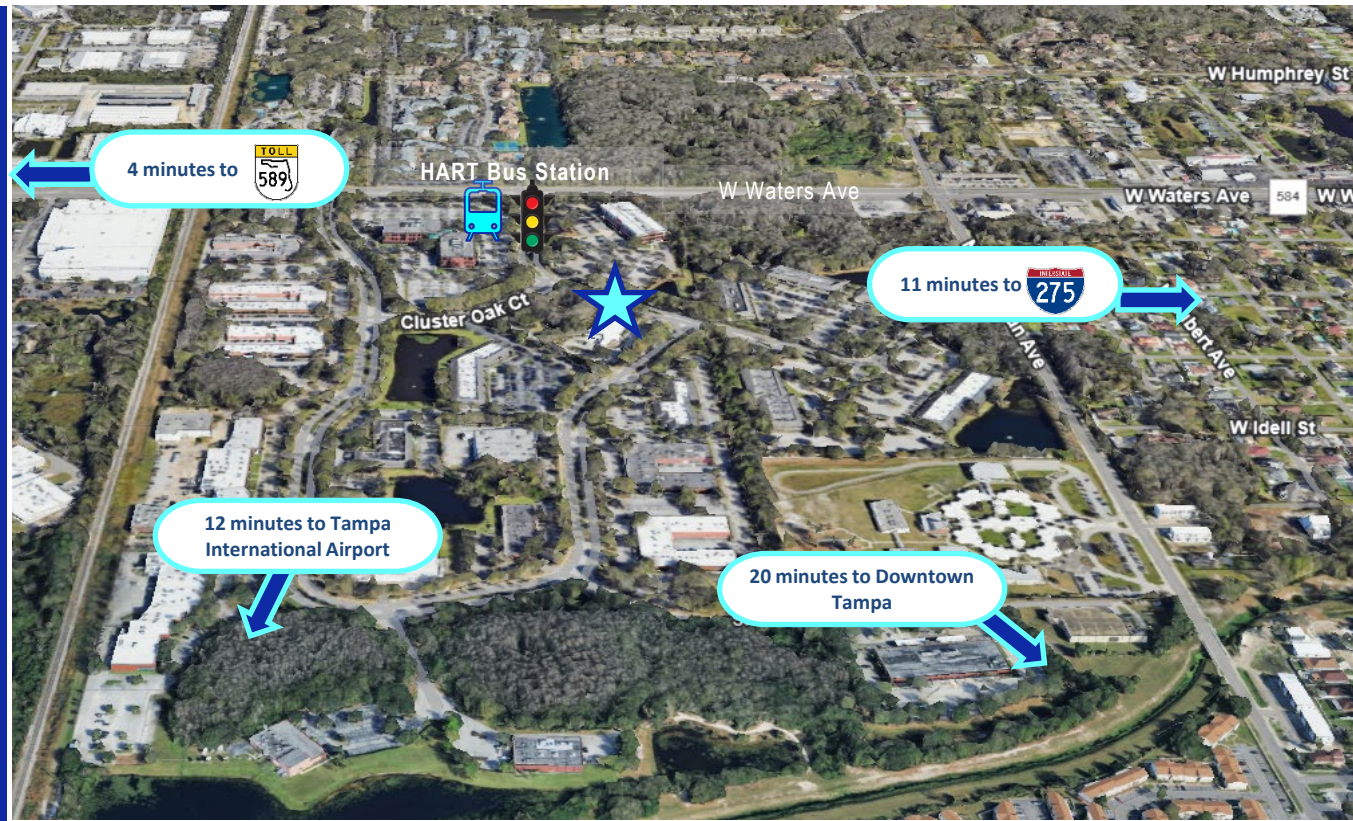 W Humphrey St
TOLL
4 minutes to 589
HART Bus Station
W Waters Ave
W Waters Ave 584 W W
INTERSTATE
11 minutes to 275
Cluster Oak Ct
W Idell St
12 minutes to Tampa
International Airport
20 minutes to Downtown
Tampa